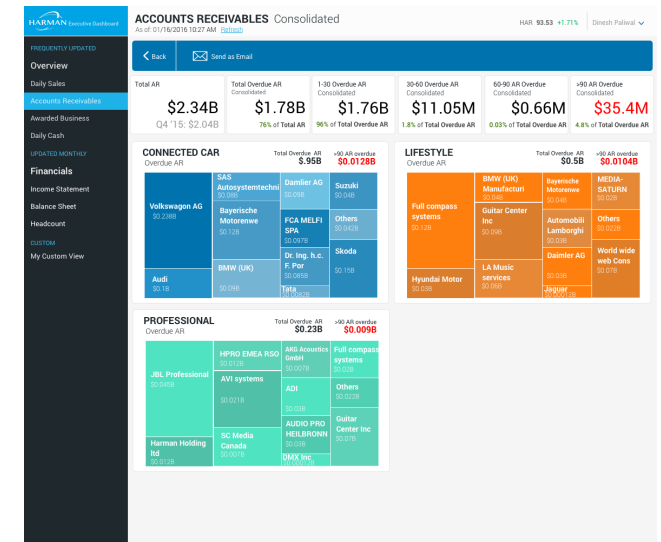 HARMAN Executive Dashboard
ACCOUNTS RECEIVABLES Consolidated
As of: 01/16/2016 10:27 AM Refresh
HAR 93.53 +1.71%
Dinesh Paliwal
FREQUENTLY UPDATED
Overview
Daily Sales
Accounts Receivables
Awarded Business
Daily Cash
UPDATED MONTHLY
Financials
Income Statement
Balance Sheet
Headcount
CUSTOM
My Custom View
Back
Send as Email
Total AR
$2.34B
Q4 '15: $2.04B
Total Overdue AR
Consolidated
$1.78B
76% of Total AR
1-30 Overdue AR
Consolidated
$1.76B
96% of Total Overdue AR
30-60 Overdue AR
Consolidated
$11.05M
1.8% of Total Overdue AR
60-90 AR Overdue
Consolidated
$0.66M
0.03% of Total Overdue AR
>90 AR Overdue
Consolidated
$35.4M
4.8% of Total Overdue AR
CONNECTED CAR
Overdue AR
Total Overdue AR
$.95B
>90 AR overdue
$0.0128B
Volkswagon AG
$0.238B
Audi
$0.1B
SAS
Autosystemtechni
$0.08B
Bayerische
Motorenwe
$0.12B
BMW (UK)
$0.09B
Damlier AG
$0.09B
FCA MELFI
SPA
$0.097B
Dr. Ing. h.c.
F. Por
$0.085B
Tata
$0.0082B
Suzuki
$0.04B
Others
$0.042B
Skoda
$0.15B
LIFESTYLE
Overdue AR
Total Overdue AR
$0.5B
>90 AR overdue
$0.0104B
Full compass
systems
$0.12B
Hyundai Motor
$0.03B
BMW (UK)
Manufacturi
$0.04B
Guitar Center
Inc
$0.09B
LA Music
services
$0.06B
Bayerische
Motorenwe
$0.04B
Automobili
Lamborghi
$0.03B
Daimler AG
$0.03B
Jaguar
MEDIA-
SATURN
$0.02B
Others
$0.022B
World wide
web Cons
$0.07B
PROFESSIONAL
Overdue AR
Total Overdue AR
$0.23B
>90 AR overdue
$0.009B
JBL Professional
$0.045B
Harman Holding
ltd
$0.012B
HPRO EMEA RSO
$0.012B
AVI systems
$0.021B
SC Media
Canada
$0.007B
AKG Acoustics
GmbH
$0.007B
ADI
$0.03B
AUDIO PRO
HEILBRONN
$0.03B
DMX Inc
Full compass
systems
$0.02B
Others
$0.022B
Guitar
Center Inc
$0.07B